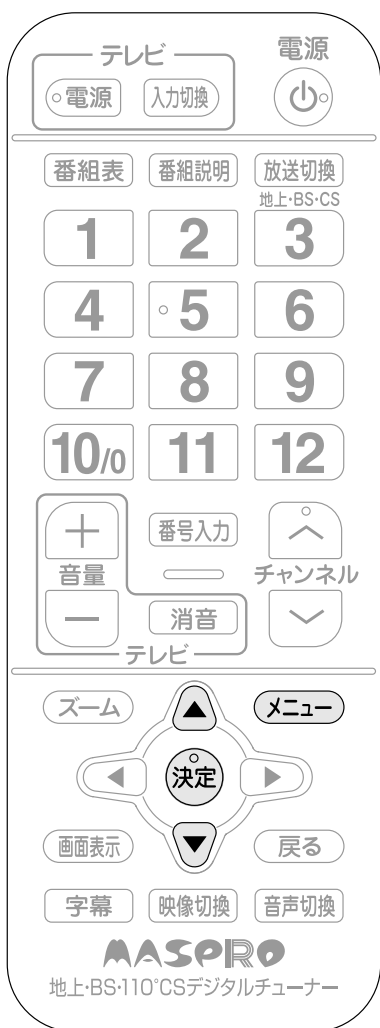 テレビ
電源
電源
入力切換
番組表
番組説明
放送切換
地上・BS・CS
1
2
3
4
5
6
7
8
9
10/0
11
12
＋
番号入力
音量
チャンネル
－
消音
テレビ
ズーム
▲
メニュー
◀
決定
▶
画面表示
▼
戻る
字幕
映像切換
音声切換
MASPRO
地上・BS・110°CSデジタルチューナー